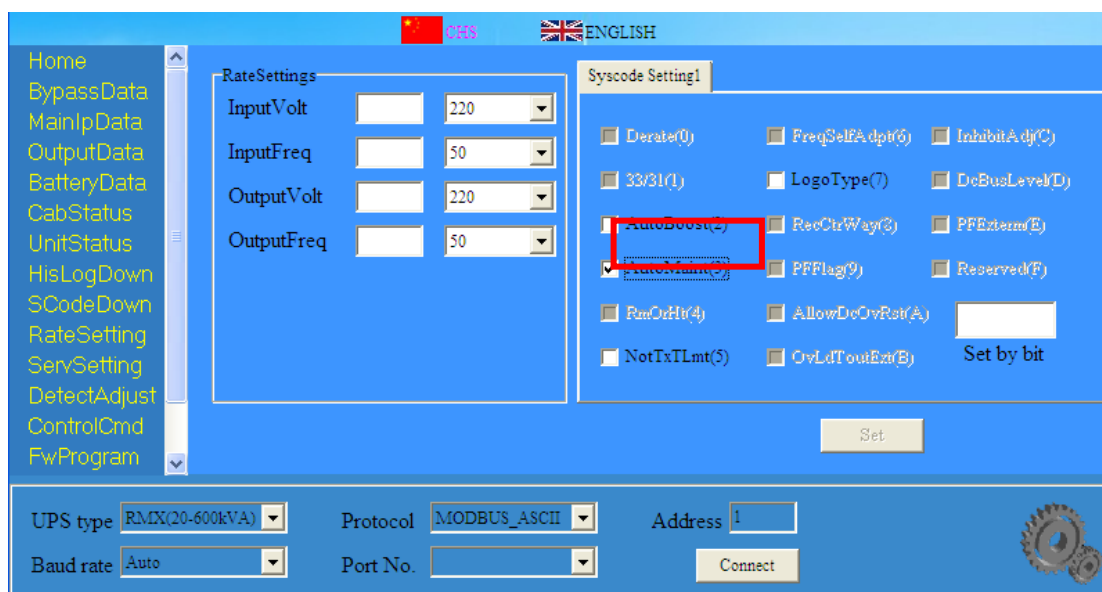 CHS ENGLISH
Home
BypassData
MainIpData
OutputData
BatteryData
CabStatus
UnitStatus
HisLogDown
SCodeDown
RateSetting
ServSetting
DetectAdjust
ControlCmd
FwProgram
RateSettings
InputVolt 220
InputFreq 50
OutputVolt 220
OutputFreq 50
Syscode Setting1
Derate(0) FreqSelfAdpt(6) InhibitAdj(C)
33/31(1) LogoType(7) DcBusLevel(D)
AutoBoost(2) RecCtrWay(8) PFExterm(E)
AutoMaint(3) PFFlag(9) Reserved(F)
RmOrHt(4) AllowDcOvRst(A)
NotTxTLmt(5) OvLdToutExt(B) Set by bit
Set
UPS type RMX(20-600kVA) Protocol MODBUS_ASCII Address 1
Baud rate Auto Port No. Connect